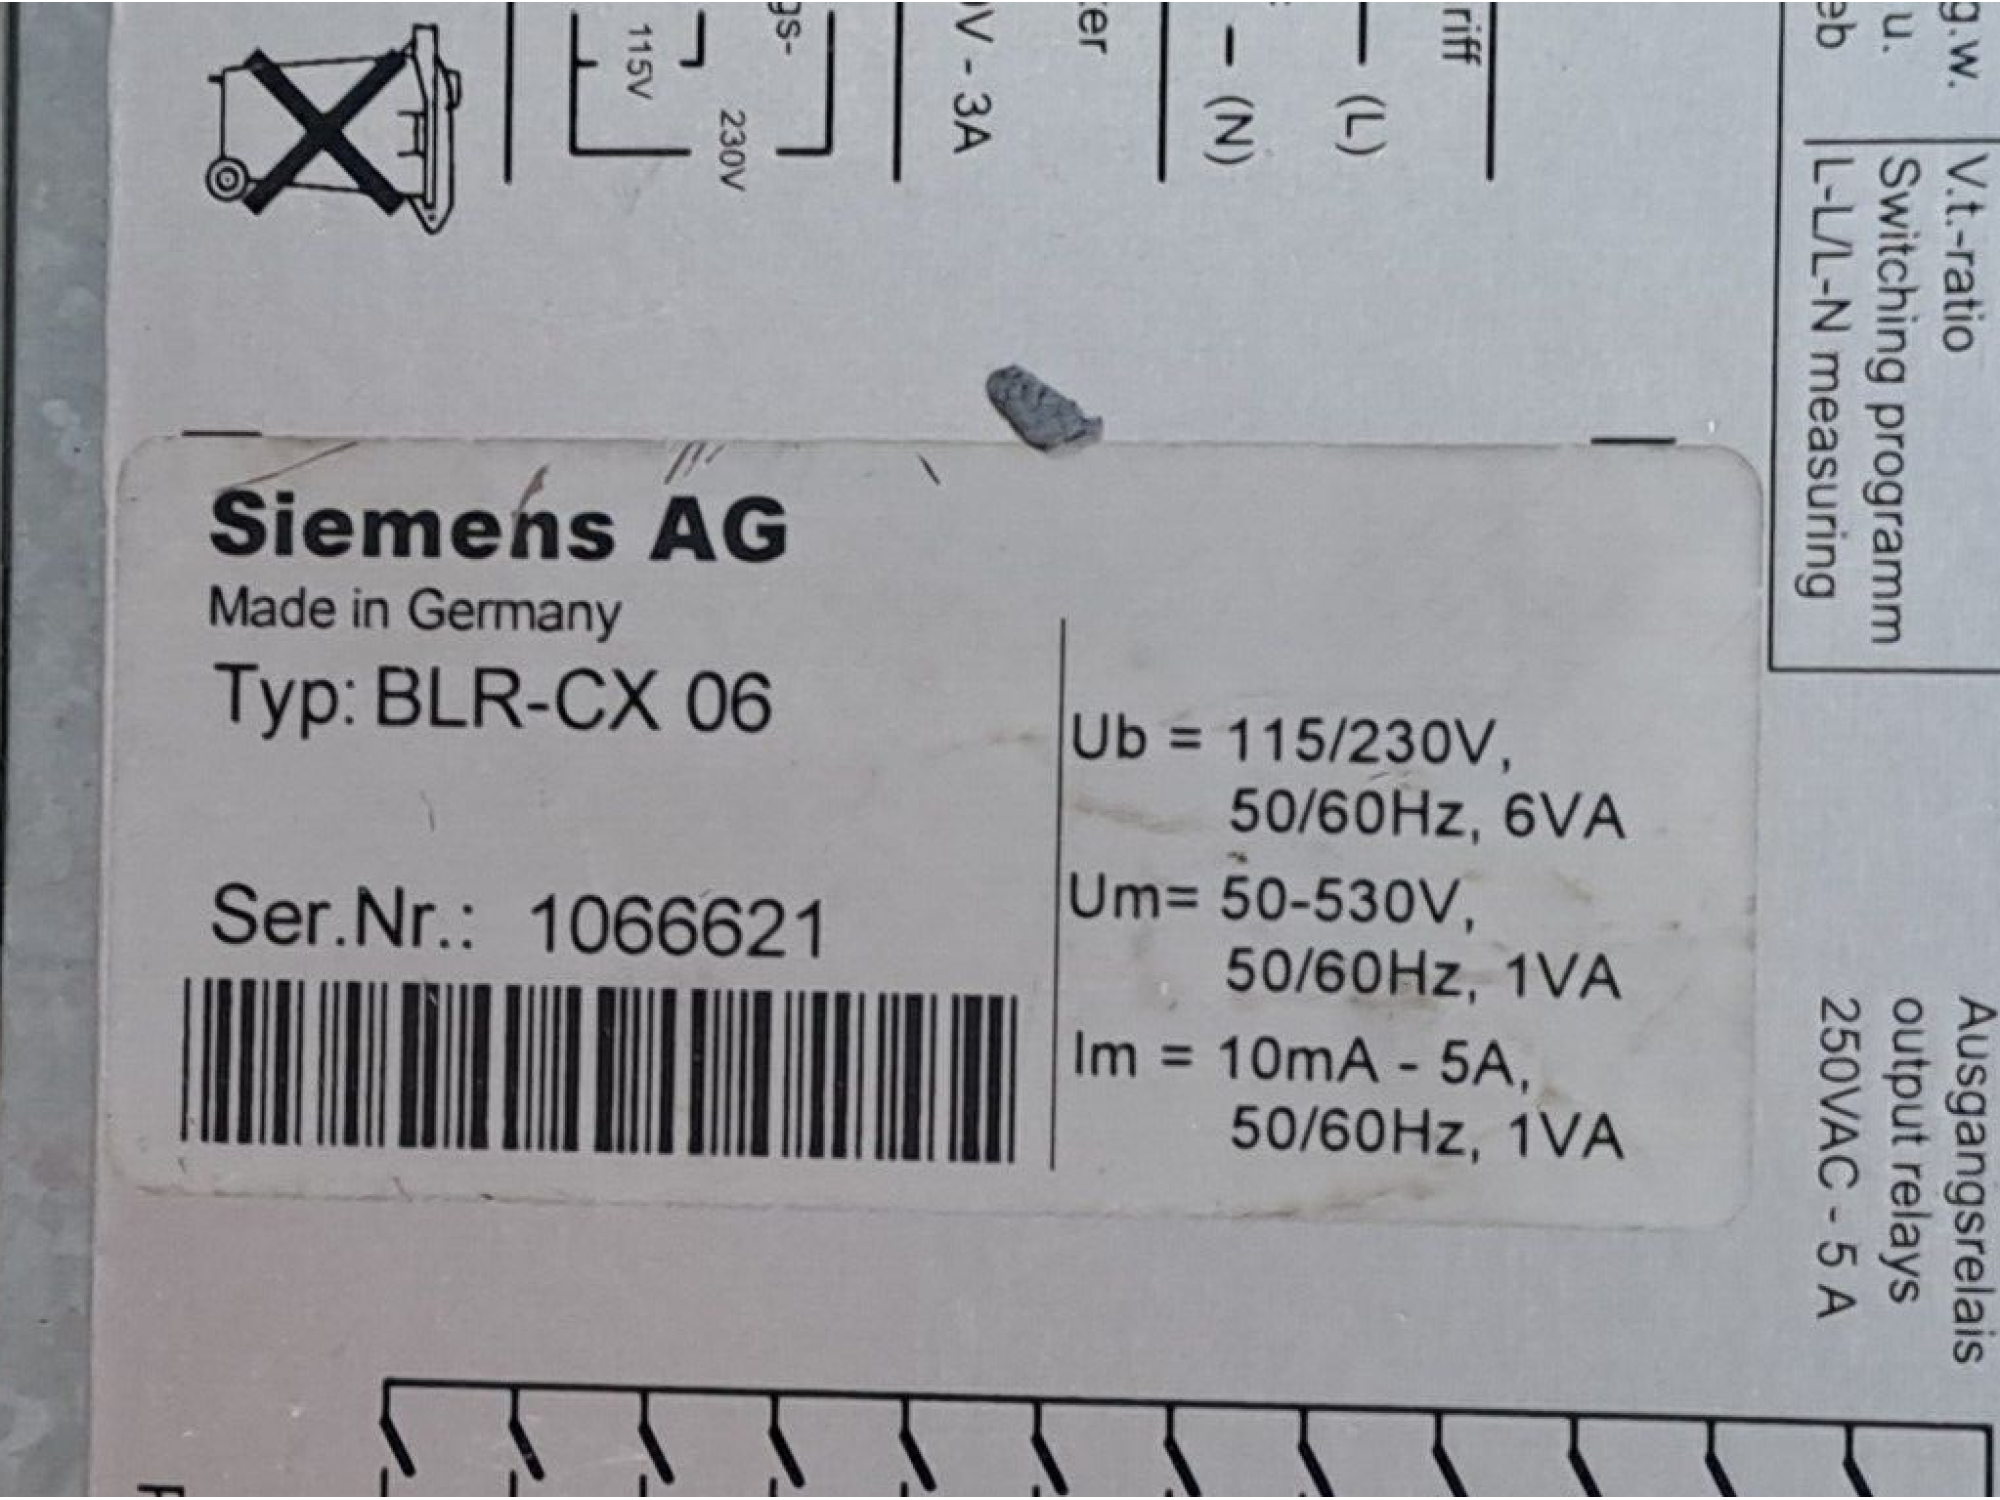 Siemens AG
Made in Germany
Typ: BLR-CX 06
Ser.Nr.: 1066621
Ub = 115/230V,
50/60Hz, 6VA
Um= 50-530V,
50/60Hz, 1VA
Im = 10mA - 5A,
50/60Hz, 1VA
115V
230V
V - 3A
(N)
(L)
V.t.-ratio
Switching programm
L-L/L-N measuring
Ausgangsrelais
output relays
250VAC - 5 A